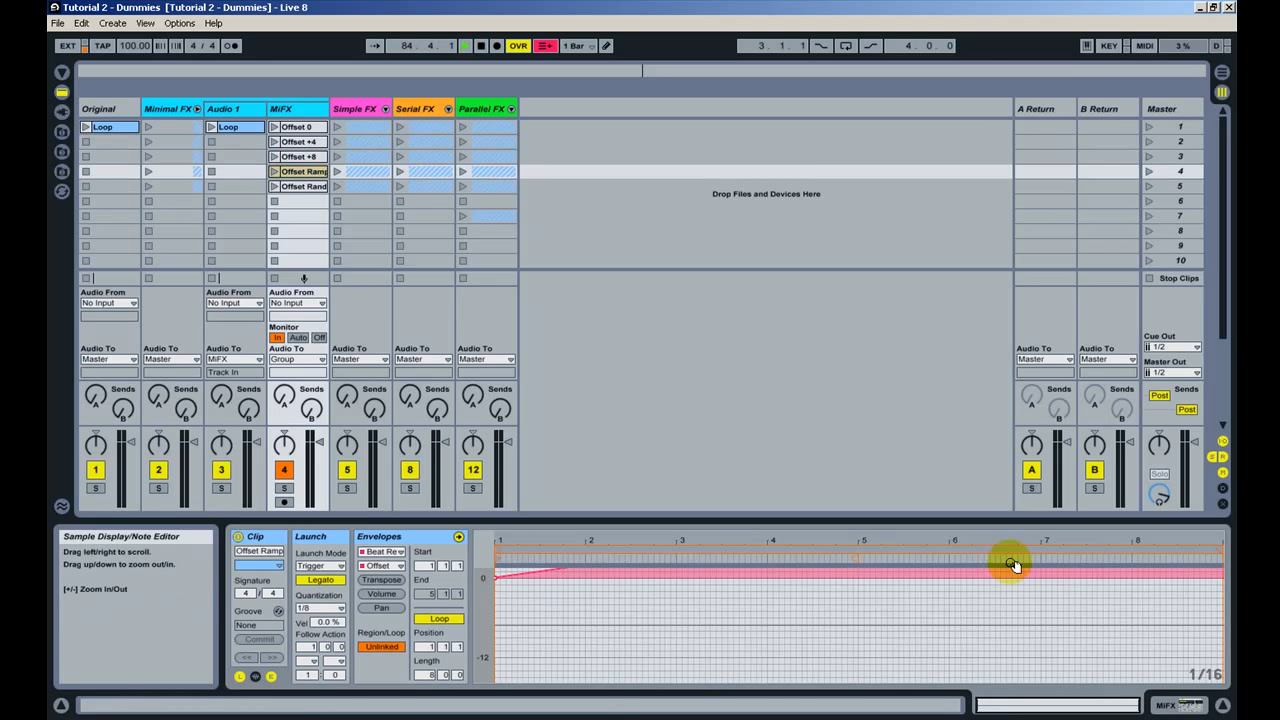 Tutorial 2 - Dummies  [Tutorial 2 - Dummies] - Live 8
File Edit Create View Options Help
EXT TAP 100.00 4 / 4 84. 4. 1 OVR 1 Bar 3. 1. 1 4. 0. 0 KEY MIDI 3 % D
Original Minimal FX Audio 1 MiFX Simple FX Serial FX Parallel FX A Return B Return Master
Loop Loop Offset 0 1
Offset +4 2
Offset +8 3
Offset Ramp 4
Offset Rand 5
Drop Files and Devices Here
6
7
8
9
10
Stop Clips
Audio From Audio From Audio From
No Input No Input No Input
Monitor
In Auto Off
Cue Out
1/2
Audio To Audio To Audio To Audio To Audio To Audio To Audio To Audio To Audio To
Master Master MiFX Group Master Master Master Master Master
Master Out
Track In 1/2
Sends Sends Sends Sends Sends Sends Sends Sends Sends Sends
A B A B A B A B A B A B A B A B A B Post Post
1 2 3 4 5 8 12 A B Solo
S S S S S S S S S
Sample Display/Note Editor
Drag left/right to scroll.
Drag up/down to zoom out/in.
[+/-] Zoom In/Out
Clip
Offset Ramp
Signature
4 / 4
Groove
None
Commit
<< >>
Launch
Launch Mode
Trigger
Legato
Quantization
1/8
Vel 0.0 %
Follow Action
1 0 0
1 : 0
Envelopes
Beat Re
Offset
Transpose
Volume
Pan
Region/Loop
Unlinked
Start
1 1 1
End
5 1 1
Loop
Position
1 1 1
Length
8 0 0
1 2 3 4 5 6 7 8
0
-12
1/16
MiFX